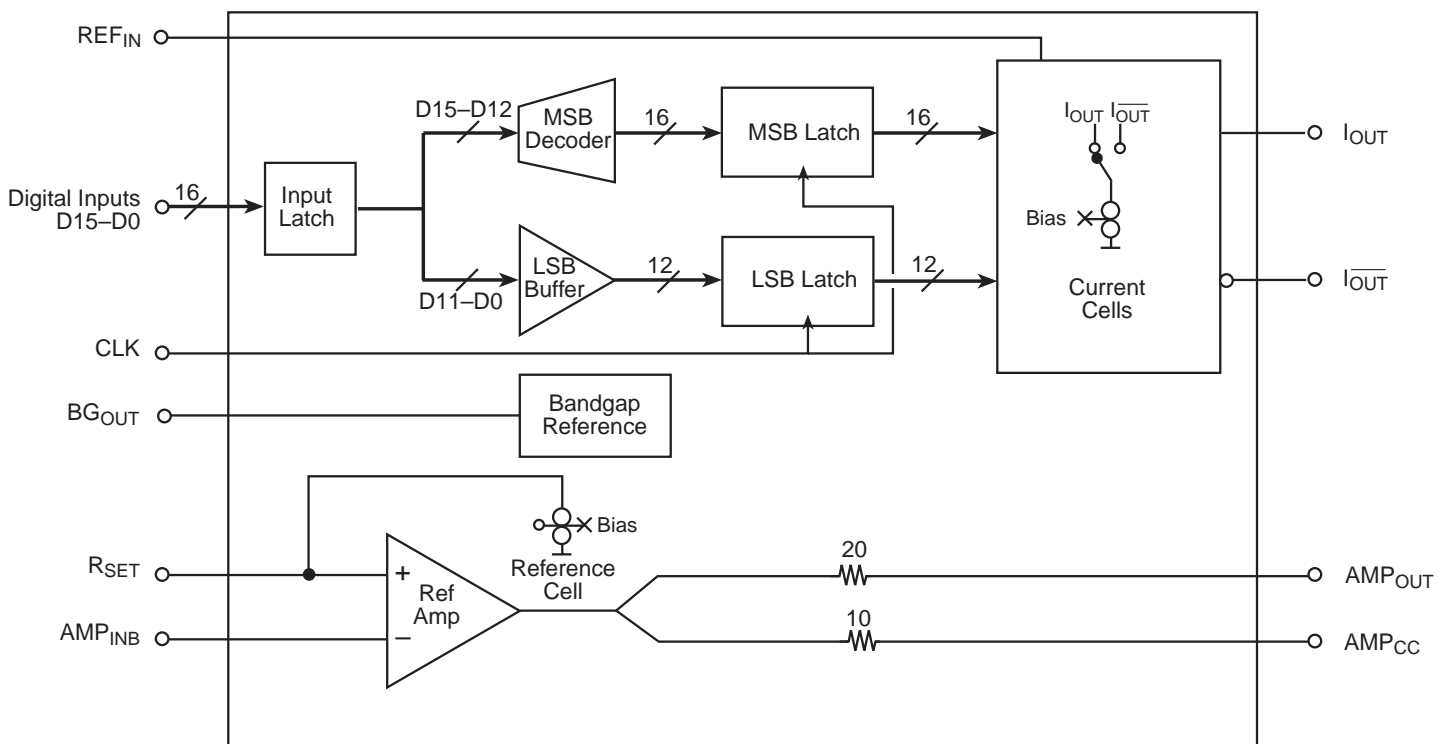 REF_IN
D15–D12
MSB
Decoder
16
MSB Latch
16
I_OUT I_OUT̅
Bias
Current
Cells
I_OUT
Digital Inputs
D15–D0
16
Input
Latch
D11–D0
LSB
Buffer
12
LSB Latch
12
I_OUT̅
CLK
BG_OUT
Bandgap
Reference
Bias
Reference
Cell
R_SET
+
Ref
Amp
–
AMP_INB
20
AMP_OUT
10
AMP_CC